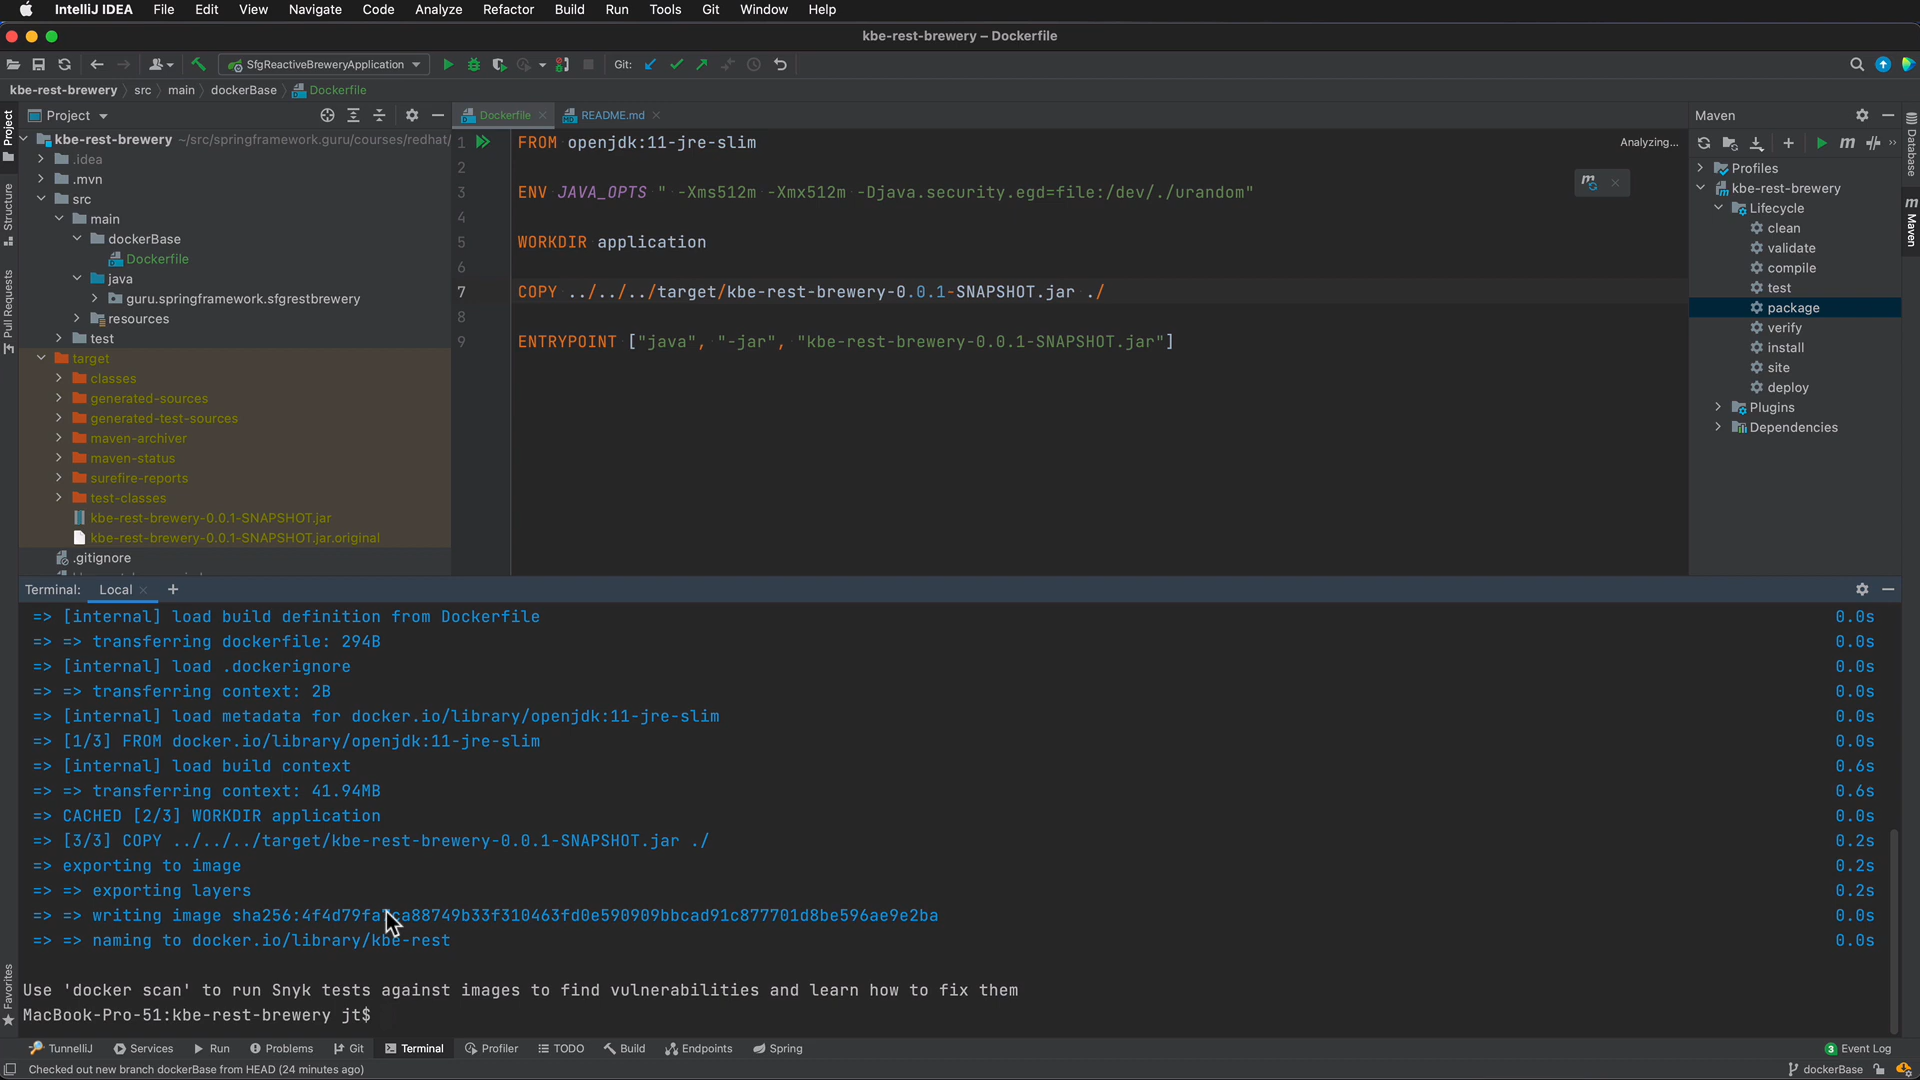 IntelliJ IDEA File Edit View Navigate Code Analyze Refactor Build Run Tools Git Window Help
kbe-rest-brewery – Dockerfile
SfgReactiveBreweryApplication Git:
kbe-rest-brewery src main dockerBase Dockerfile
Project
Structure
Pull Requests
Favorites
Project
kbe-rest-brewery ~/src/springframework.guru/courses/redhat/
.idea
.mvn
src
main
dockerBase
Dockerfile
java
guru.springframework.sfgrestbrewery
resources
test
target
classes
generated-sources
generated-test-sources
maven-archiver
maven-status
surefire-reports
test-classes
kbe-rest-brewery-0.0.1-SNAPSHOT.jar
kbe-rest-brewery-0.0.1-SNAPSHOT.jar.original
.gitignore
Dockerfile README.md
Analyzing...
1 FROM openjdk:11-jre-slim
2
3 ENV JAVA_OPTS " -Xms512m -Xmx512m -Djava.security.egd=file:/dev/./urandom"
4
5 WORKDIR application
6
7 COPY ../../../target/kbe-rest-brewery-0.0.1-SNAPSHOT.jar ./
8
9 ENTRYPOINT ["java", "-jar", "kbe-rest-brewery-0.0.1-SNAPSHOT.jar"]
Maven
Profiles
kbe-rest-brewery
Lifecycle
clean
validate
compile
test
package
verify
install
site
deploy
Plugins
Dependencies
Database
Maven
Terminal: Local +
=> [internal] load build definition from Dockerfile 0.0s
=> => transferring dockerfile: 294B 0.0s
=> [internal] load .dockerignore 0.0s
=> => transferring context: 2B 0.0s
=> [internal] load metadata for docker.io/library/openjdk:11-jre-slim 0.0s
=> [1/3] FROM docker.io/library/openjdk:11-jre-slim 0.0s
=> [internal] load build context 0.6s
=> => transferring context: 41.94MB 0.6s
=> CACHED [2/3] WORKDIR application 0.0s
=> [3/3] COPY ../../../target/kbe-rest-brewery-0.0.1-SNAPSHOT.jar ./ 0.2s
=> exporting to image 0.2s
=> => exporting layers 0.2s
=> => writing image 0.0s
=> => naming to docker.io/library/kbe-rest 0.0s
Use 'docker scan' to run Snyk tests against images to find vulnerabilities and learn how to fix them
MacBook-Pro-51:kbe-rest-brewery jt$
TunnelliJ Services Run Problems Git Terminal Profiler TODO Build Endpoints Spring 3 Event Log
Checked out new branch dockerBase from HEAD (24 minutes ago) dockerBase